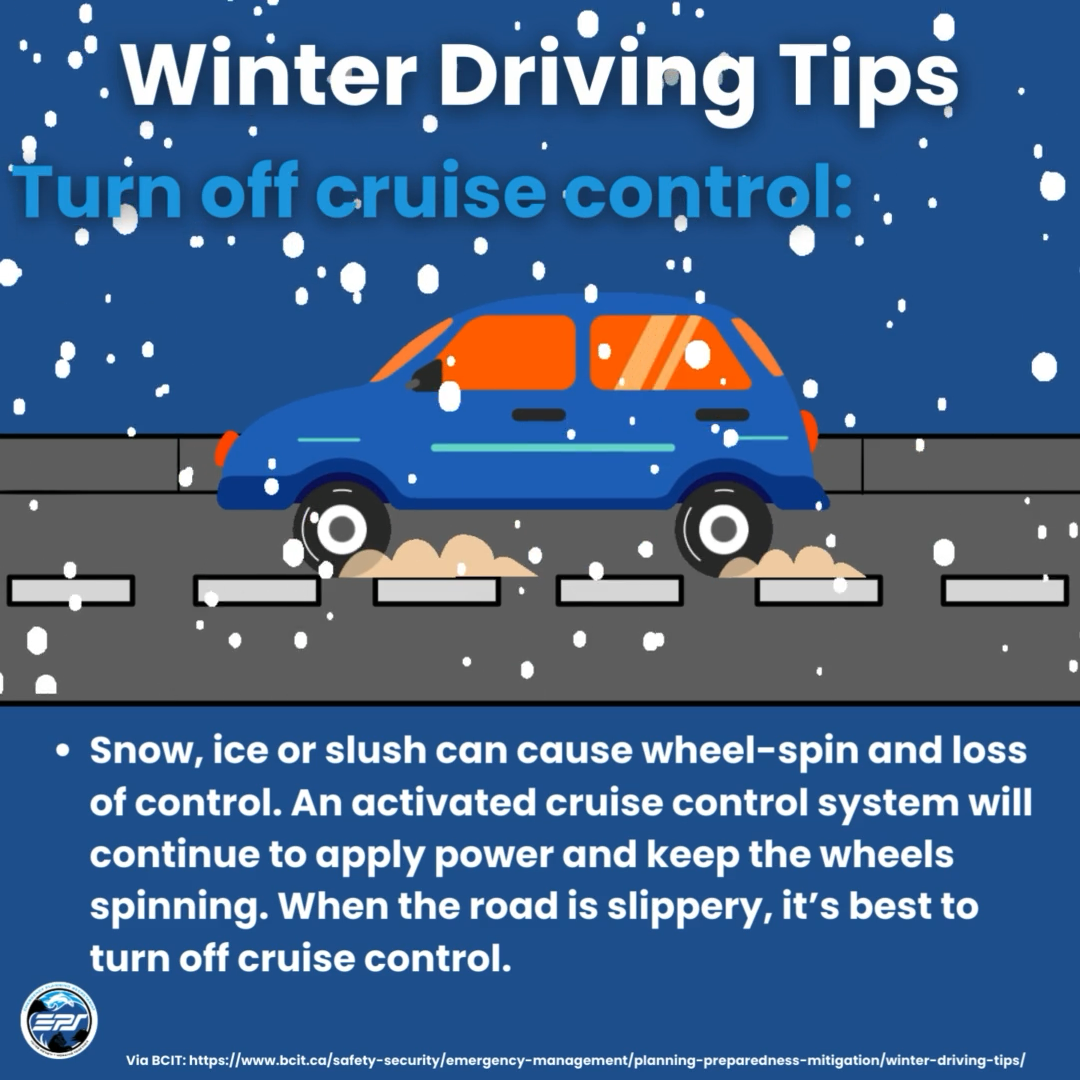 Winter Driving Tips
Turn off cruise control:
• Snow, ice or slush can cause wheel-spin and loss
of control. An activated cruise control system will
continue to apply power and keep the wheels
spinning. When the road is slippery, it's best to
turn off cruise control.
EPS
Via BCIT: https://www.bcit.ca/safety-security/emergency-management/planning-preparedness-mitigation/winter-driving-tips/